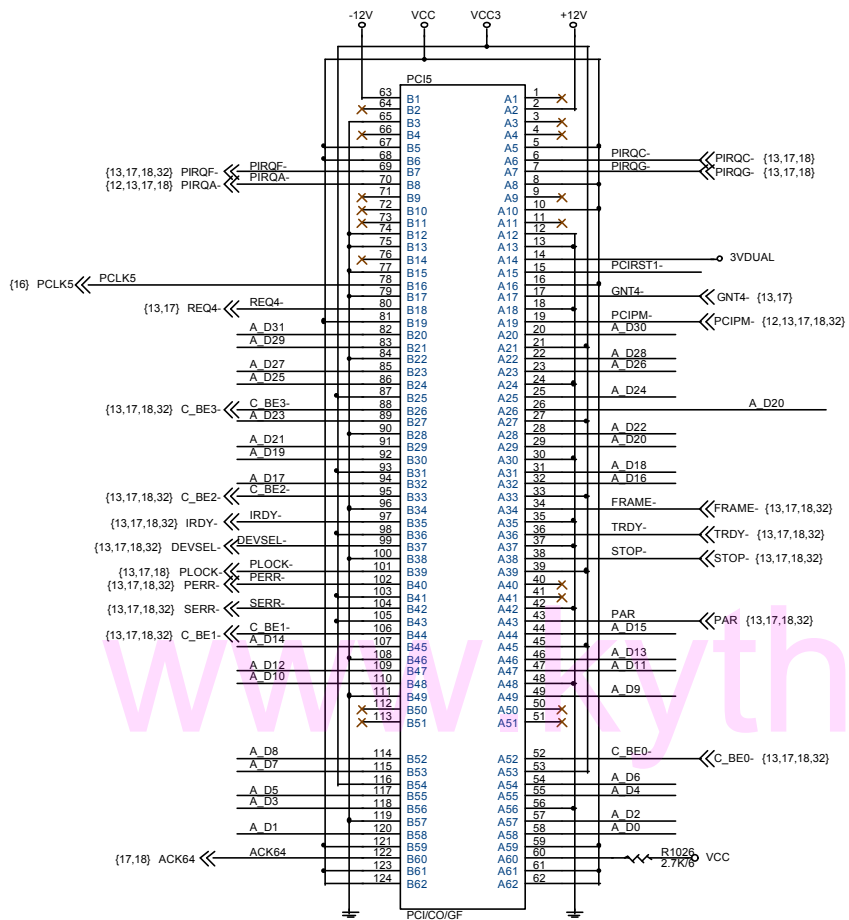 -12V VCC VCC3 +12V
PCI5
63 B1 A1 1
64 B2 A2 2
65 B3 A3 3
66 B4 A4 4
67 B5 A5 5
68 B6 A6 6 PIRQC- PIRQC- {13,17,18}
{13,17,18,32} PIRQF- PIRQF- 69 B7 A7 7 PIRQG- PIRQG- {13,17,18}
{12,13,17,18} PIRQA- PIRQA- 70 B8 A8 8
71 B9 A9 9
72 B10 A10 10
73 B11 A11 11
74 B12 A12 12
75 B13 A13 13
76 B14 A14 14 3VDUAL
77 B15 A15 15 PCIRST1-
{16} PCLK5 PCLK5 78 B16 A16 16
79 B17 A17 17 GNT4- GNT4- {13,17}
{13,17} REQ4- REQ4- 80 B18 A18 18
81 B19 A19 19 PCIPM- PCIPM- {12,13,17,18,32}
A_D31 82 B20 A20 20 A_D30
A_D29 83 B21 A21 21
84 B22 A22 22 A_D28
A_D27 85 B23 A23 23 A_D26
A_D25 86 B24 A24 24
87 B25 A25 25 A_D24
{13,17,18,32} C_BE3- C_BE3- 88 B26 A26 26 A_D20
A_D23 89 B27 A27 27
90 B28 A28 28 A_D22
A_D21 91 B29 A29 29 A_D20
A_D19 92 B30 A30 30
93 B31 A31 31 A_D18
A_D17 94 B32 A32 32 A_D16
{13,17,18,32} C_BE2- C_BE2- 95 B33 A33 33
96 B34 A34 34 FRAME- FRAME- {13,17,18,32}
{13,17,18,32} IRDY- IRDY- 97 B35 A35 35
98 B36 A36 36 TRDY- TRDY- {13,17,18,32}
{13,17,18,32} DEVSEL- DEVSEL- 99 B37 A37 37
100 B38 A38 38 STOP- STOP- {13,17,18,32}
{13,17,18} PLOCK- PLOCK- 101 B39 A39 39
{13,17,18,32} PERR- PERR- 102 B40 A40 40
103 B41 A41 41
{13,17,18,32} SERR- SERR- 104 B42 A42 42
105 B43 A43 43 PAR PAR {13,17,18,32}
{13,17,18,32} C_BE1- C_BE1- 106 B44 A44 44 A_D15
A_D14 107 B45 A45 45
108 B46 A46 46 A_D13
A_D12 109 B47 A47 47 A_D11
A_D10 110 B48 A48 48
111 B49 A49 49 A_D9
112 B50 A50 50
113 B51 A51 51
www.kyth
A_D8 114 B52 A52 52 C_BE0- C_BE0- {13,17,18,32}
A_D7 115 B53 A53 53
116 B54 A54 54 A_D6
A_D5 117 B55 A55 55 A_D4
A_D3 118 B56 A56 56
119 B57 A57 57 A_D2
A_D1 120 B58 A58 58 A_D0
121 B59 A59 59
{17,18} ACK64 ACK64 122 B60 A60 60 R1026 VCC
2.7K/6
123 B61 A61 61
124 B62 A62 62
PCI/CO/GF